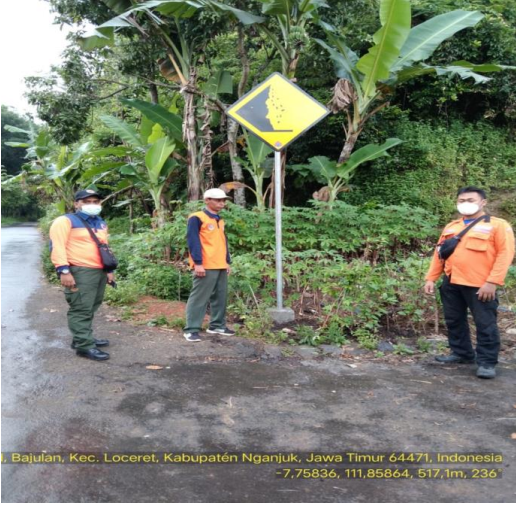 l, Bajulan, Kec. Loceret, Kabupatén Nganjuk, Jawa Timur 64471, Indonesia
-7,75836, 111,85864, 517,1m, 236°